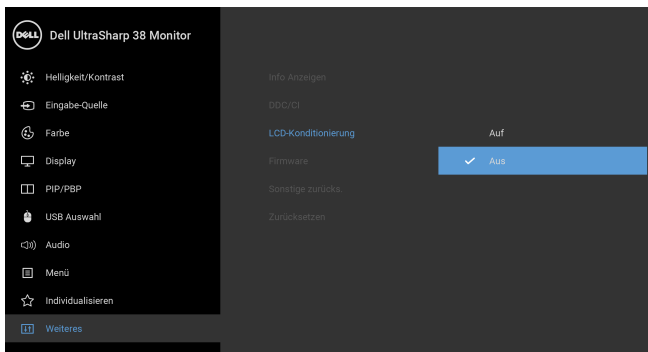 DELL Dell UltraSharp 38 Monitor
Helligkeit/Kontrast
Eingabe-Quelle
Farbe
Display
PIP/PBP
USB Auswahl
Audio
Menü
Individualisieren
Weiteres
Info Anzeigen
DDC/CI
LCD-Konditionierung
Firmware
Sonstige zurücks.
Zurücksetzen
Auf
Aus